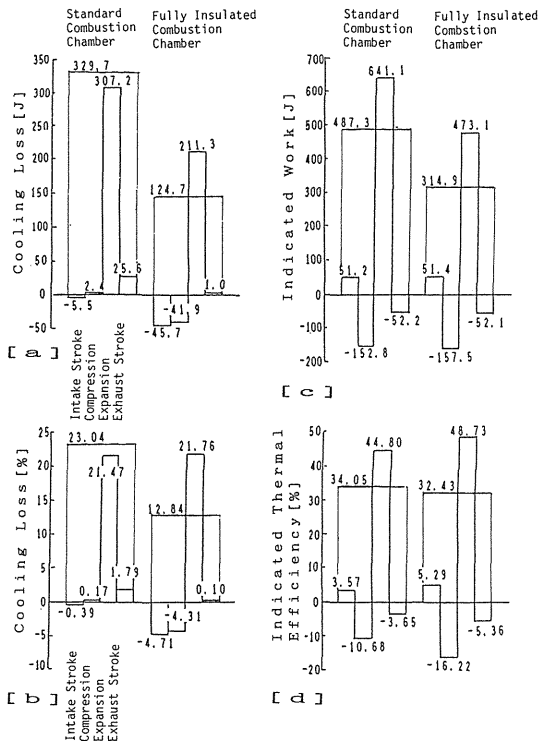 Standard
Combustion
Chamber
Fully Insulated
Combstion
Chamber
Cooling Loss [J]
350
300
250
200
150
100
50
0
-50
329.7
307.2
-5.5
2.4
25.6
124.7
211.3
-45.7
-41.9
1.0
[a]
Intake Stroke
Compression
Expansion
Exhaust Stroke
Standard
Combustion
Chamber
Fully Insulated
Combustion
Chamber
Indicated Work [J]
700
600
500
400
300
200
100
0
-100
-200
487.3
641.1
51.2
-152.8
-52.2
314.9
473.1
51.4
-157.5
-52.1
[c]
Cooling Loss [%]
25
20
15
10
5
0
-5
-10
23.04
21.47
-0.39
0.17
1.79
12.84
21.76
-4.71
-4.31
0.10
[b]
Intake Stroke
Compression
Expansion
Exhaust Stroke
Indicated Thermal
Efficiency [%]
50
40
30
20
10
0
-10
-20
34.05
44.80
3.57
-10.68
-3.65
32.43
48.73
5.29
-16.22
-5.36
[d]